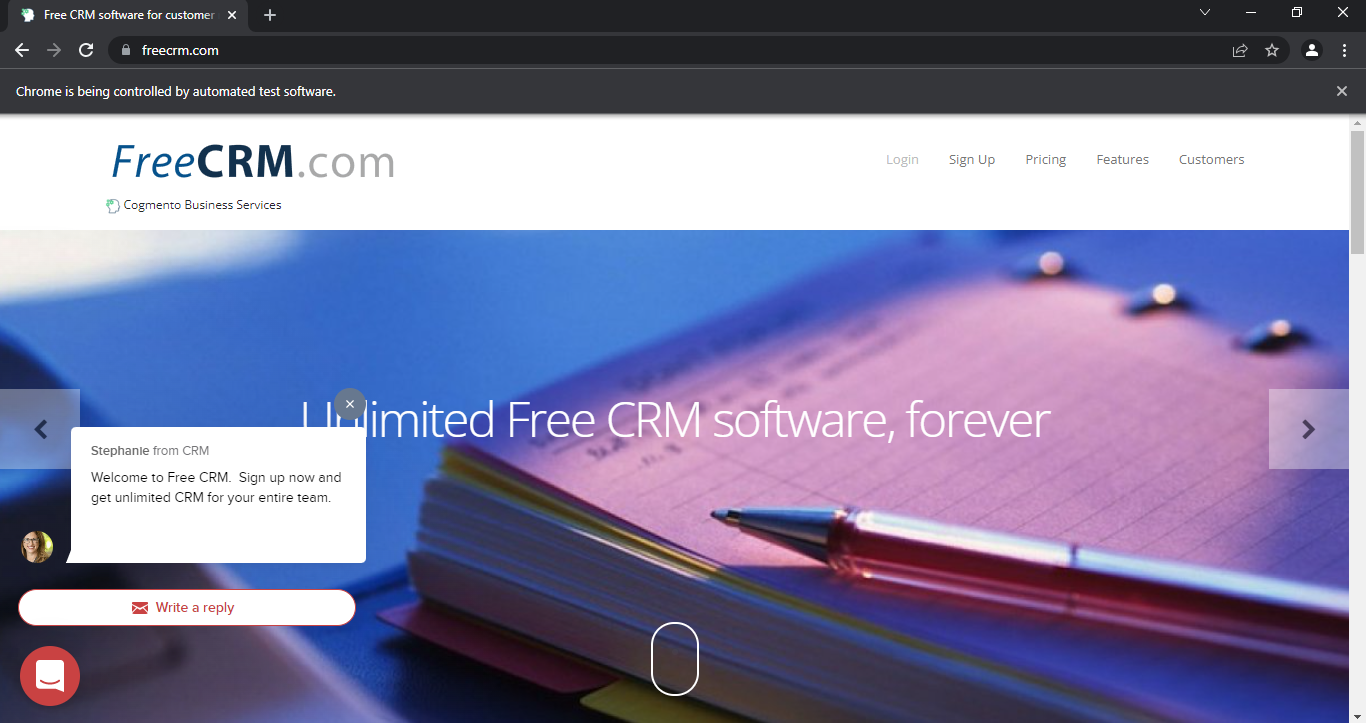 Free CRM software for customer
freecrm.com
Chrome is being controlled by automated test software.
FreeCRM.com
Login Sign Up Pricing Features Customers
Cogmento Business Services
Unlimited Free CRM software, forever
Stephanie from CRM
Welcome to Free CRM. Sign up now and
get unlimited CRM for your entire team.
Write a reply